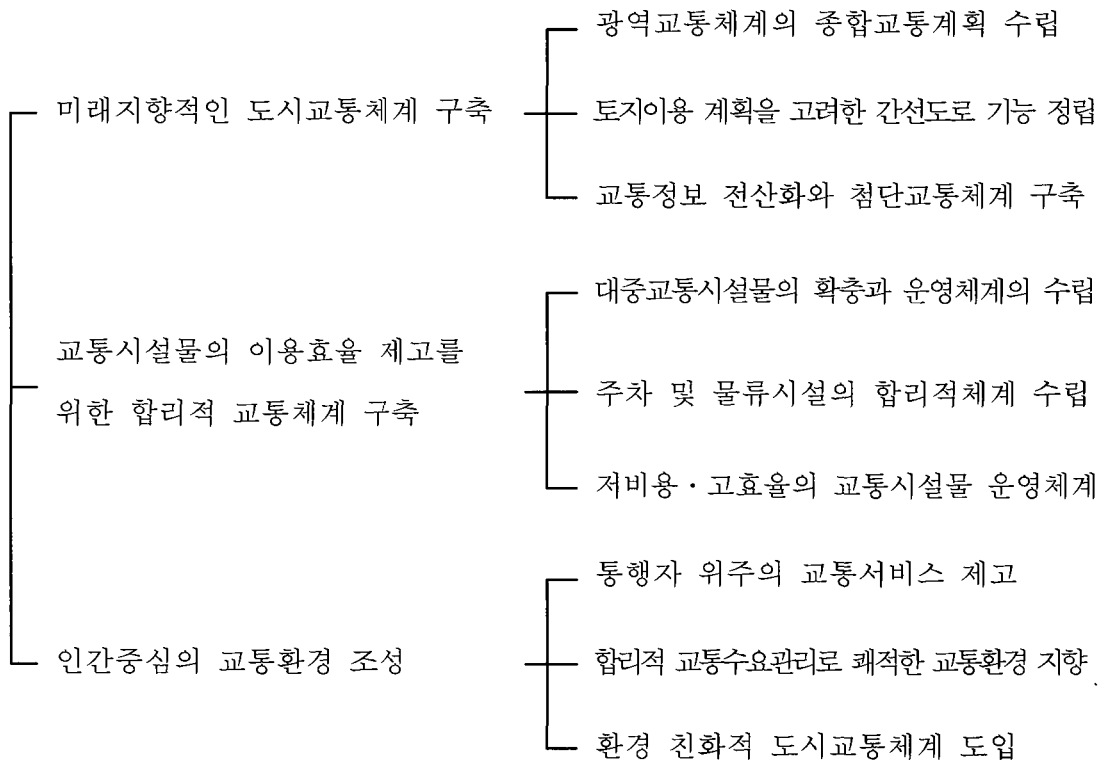 광역교통체계의 종합교통계획 수립
미래지향적인 도시교통체계 구축
토지이용 계획을 고려한 간선도로 기능 정립
교통정보 전산화와 첨단교통체계 구축
대중교통시설물의 확충과 운영체계의 수립
교통시설물의 이용효율 제고를
위한 합리적 교통체계 구축
주차 및 물류시설의 합리적체계 수립
저비용·고효율의 교통시설물 운영체계
통행자 위주의 교통서비스 제고
인간중심의 교통환경 조성
합리적 교통수요관리로 쾌적한 교통환경 지향
환경 친화적 도시교통체계 도입